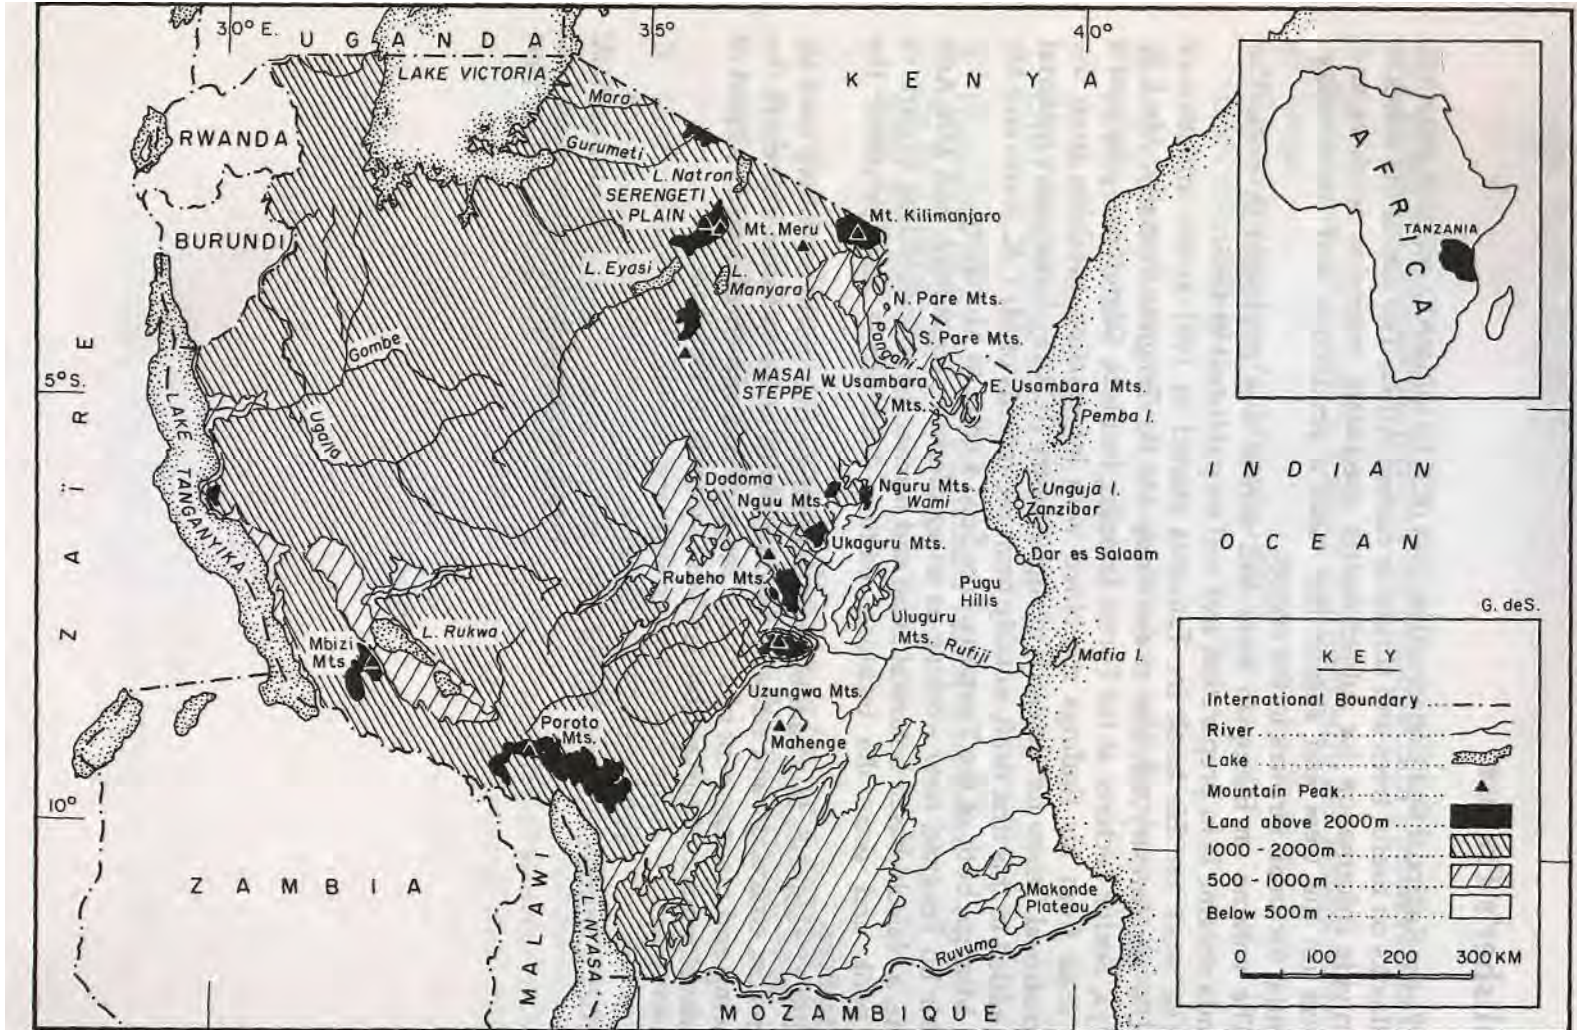 30° E.
35°
40°
U G A N D A
LAKE VICTORIA
K E N Y A
Mara
RWANDA
Gurumeti
L. Natron
SERENGETI
PLAIN
Mt. Meru
Mt. Kilimanjaro
BURUNDI
L. Eyasi
L.
Manyara
N. Pare Mts.
S. Pare Mts.
Pangani
Gombe
5° S.
MASAI
STEPPE
W. Usambara
Mts.
E. Usambara Mts.
Pemba I.
Ugalla
LAKE TANGANYIKA
Z A Ï R E
Dodoma
Nguu Mts.
Nguru Mts.
Wami
Unguja I.
Zanzibar
I N D I A N
O C E A N
Ukaguru Mts.
Dar es Salaam
Rubeho Mts.
Pugu
Hills
Uluguru
Mts.
Rufiji
Mafia I.
L. Rukwa
Mbizi
Mts
Uzungwa Mts.
Poroto
Mts.
Mahenge
10°
Z A M B I A
M A L A W I
L. NYASA
Makonde
Plateau
Ruvuma
M O Z A M B I Q U E
A F R I C A
TANZANIA
G. deS.
K E Y
International Boundary ...
River ...................
Lake ....................
Mountain Peak............
Land above 2000m .......
1000 - 2000m .............
500 - 1000m ..............
Below 500m ...............
0 100 200 300 KM